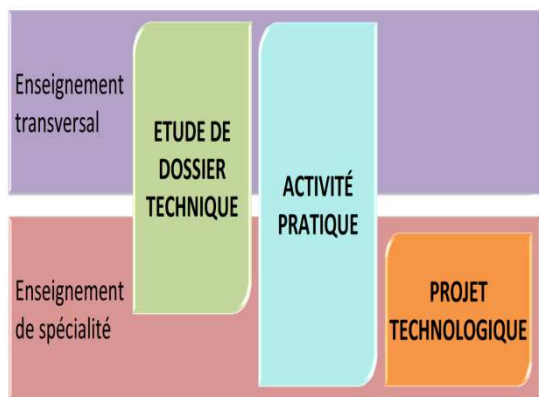 Enseignement
transversal
ETUDE DE
DOSSIER
TECHNIQUE
ACTIVITÉ
PRATIQUE
Enseignement
de spécialité
PROJET
TECHNOLOGIQUE